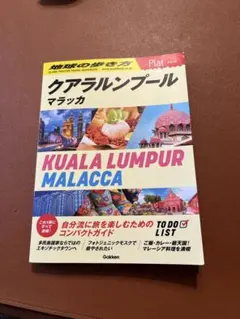 地球の歩き方 Plat
クアラルンプール
マラッカ
KUALA LUMPUR
MALACCA
自分流に旅を楽しむための
コンパクトガイド
TO DO
LIST
多民族国家ならではの
エキゾチックタウンへ
フォトジェニックモスクで
癒やされたい
ご飯・カレー・麺天国!
マレーシア料理を満喫
Gakken